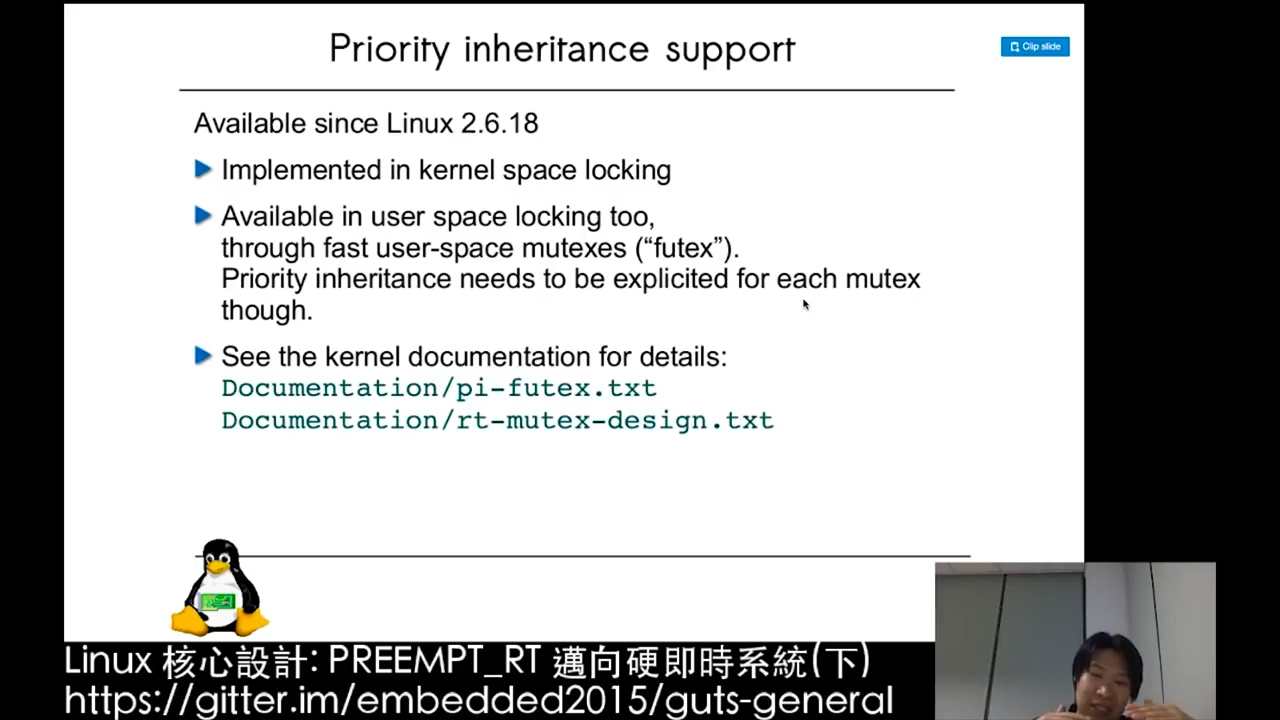 Priority inheritance support
Clip slide
Available since Linux 2.6.18
Implemented in kernel space locking
Available in user space locking too,
through fast user-space mutexes (“futex”).
Priority inheritance needs to be explicited for each mutex
though.
See the kernel documentation for details:
Documentation/pi-futex.txt
Documentation/rt-mutex-design.txt
Linux 核心設計: PREEMPT_RT 邁向硬即時系統(下)
https://gitter.im/embedded2015/guts-general